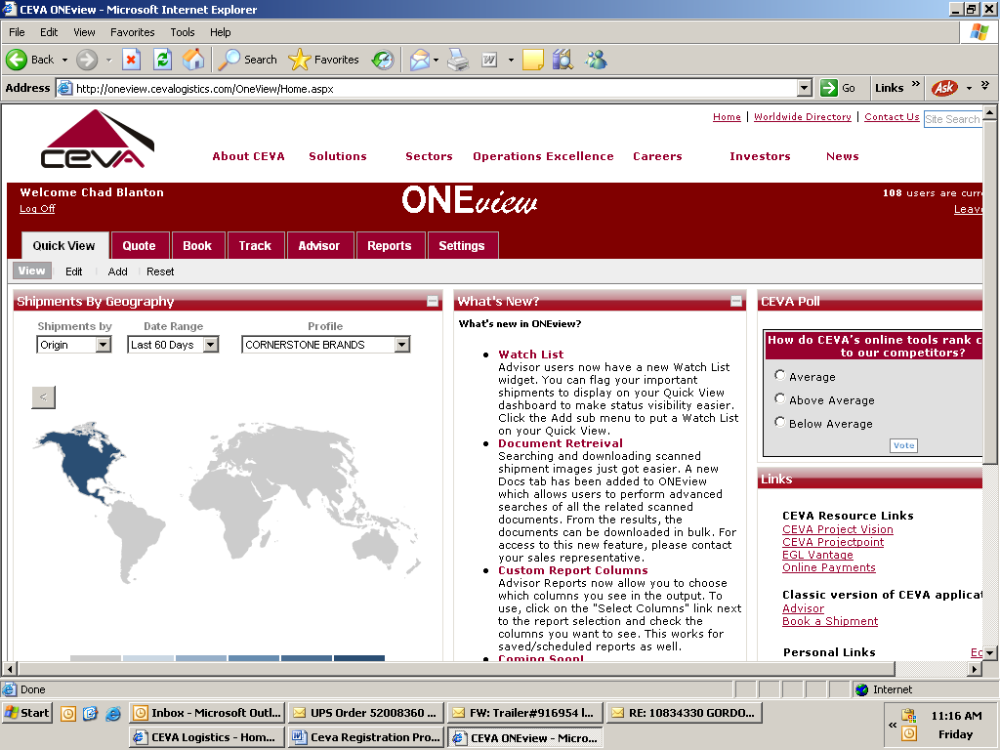 CEVA ONEview - Microsoft Internet Explorer
File Edit View Favorites Tools Help
Back Search Favorites
Address http://oneview.cevalogistics.com/OneView/Home.aspx Go Links » Ask »
Home | Worldwide Directory | Contact Us Site Search
CEVA
About CEVA Solutions Sectors Operations Excellence Careers Investors News
Welcome Chad Blanton ONEview 108 users are curre
Log Off Leave
Quick View Quote Book Track Advisor Reports Settings
View Edit Add Reset
Shipments By Geography
Shipments by Date Range Profile
Origin Last 60 Days CORNERSTONE BRANDS
<
What's New?
What's new in ONEview?
• Watch List
Advisor users now have a new Watch List
widget. You can flag your important
shipments to display on your Quick View
dashboard to make status visibility easier.
Click the Add sub menu to put a Watch List
on your Quick View.
• Document Retreival
Searching and downloading scanned
shipment images just got easier. A new
Docs tab has been added to ONEview
which allows users to perform advanced
searches of all the related scanned
documents. From the results, the
documents can be downloaded in bulk. For
access to this new feature, please contact
your sales representative.
• Custom Report Columns
Advisor Reports now allow you to choose
which columns you see in the output. To
use, click on the "Select Columns" link next
to the report selection and check the
columns you want to see. This works for
saved/scheduled reports as well.
• Coming Soon!
CEVA Poll
How do CEVA's online tools rank c
to our competitors?
Average
Above Average
Below Average
Vote
Links
CEVA Resource Links
CEVA Project Vision
CEVA Projectpoint
EGL Vantage
Online Payments
Classic version of CEVA applicat
Advisor
Book a Shipment
Personal Links Ed
Done Internet
Start Inbox - Microsoft Outl... UPS Order 52008360 ... FW: Trailer#916954 l... RE: 10834330 GORDO... « 11:16 AM
CEVA Logistics - Hom... Ceva Registration Pro... CEVA ONEview - Micro... Friday